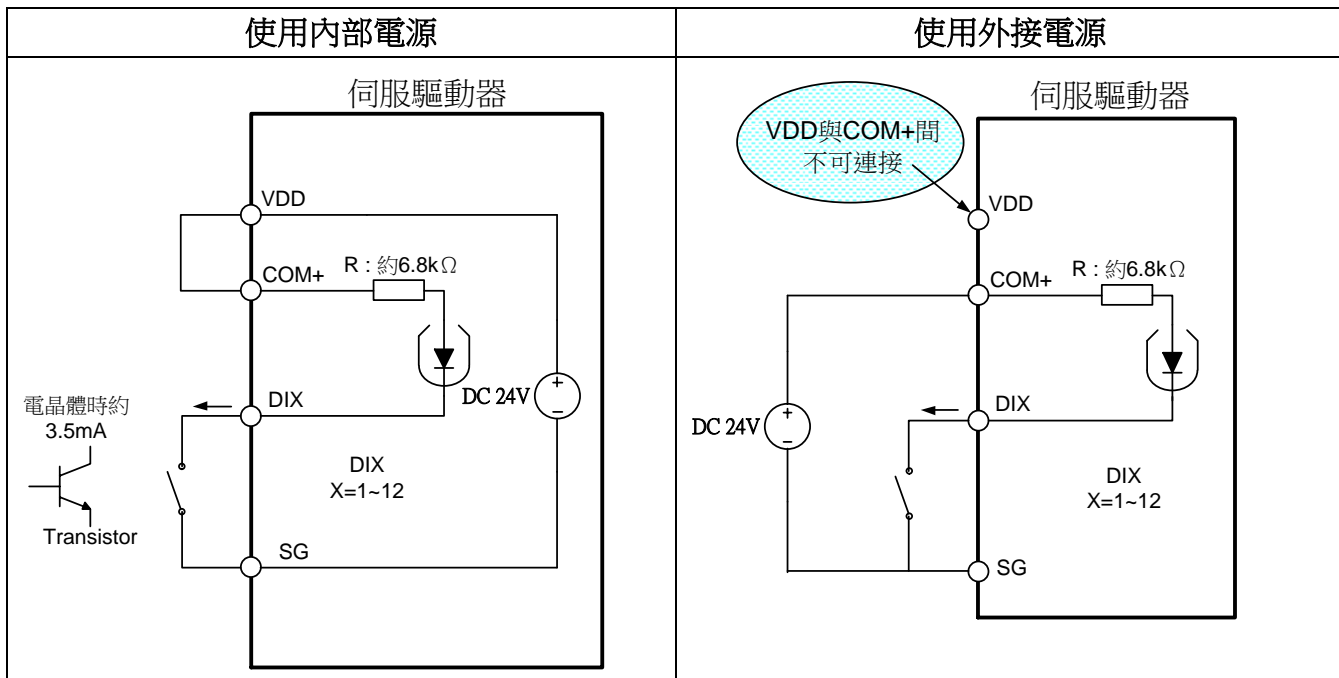 使用內部電源
伺服驅動器
VDD
COM+
R : 約6.8kΩ
+
DC 24V
−
DIX
電晶體時約
3.5mA
DIX
X=1~12
Transistor
SG
使用外接電源
伺服驅動器
VDD與COM+間
不可連接
VDD
COM+
R : 約6.8kΩ
+
DC 24V
−
DIX
DIX
X=1~12
SG